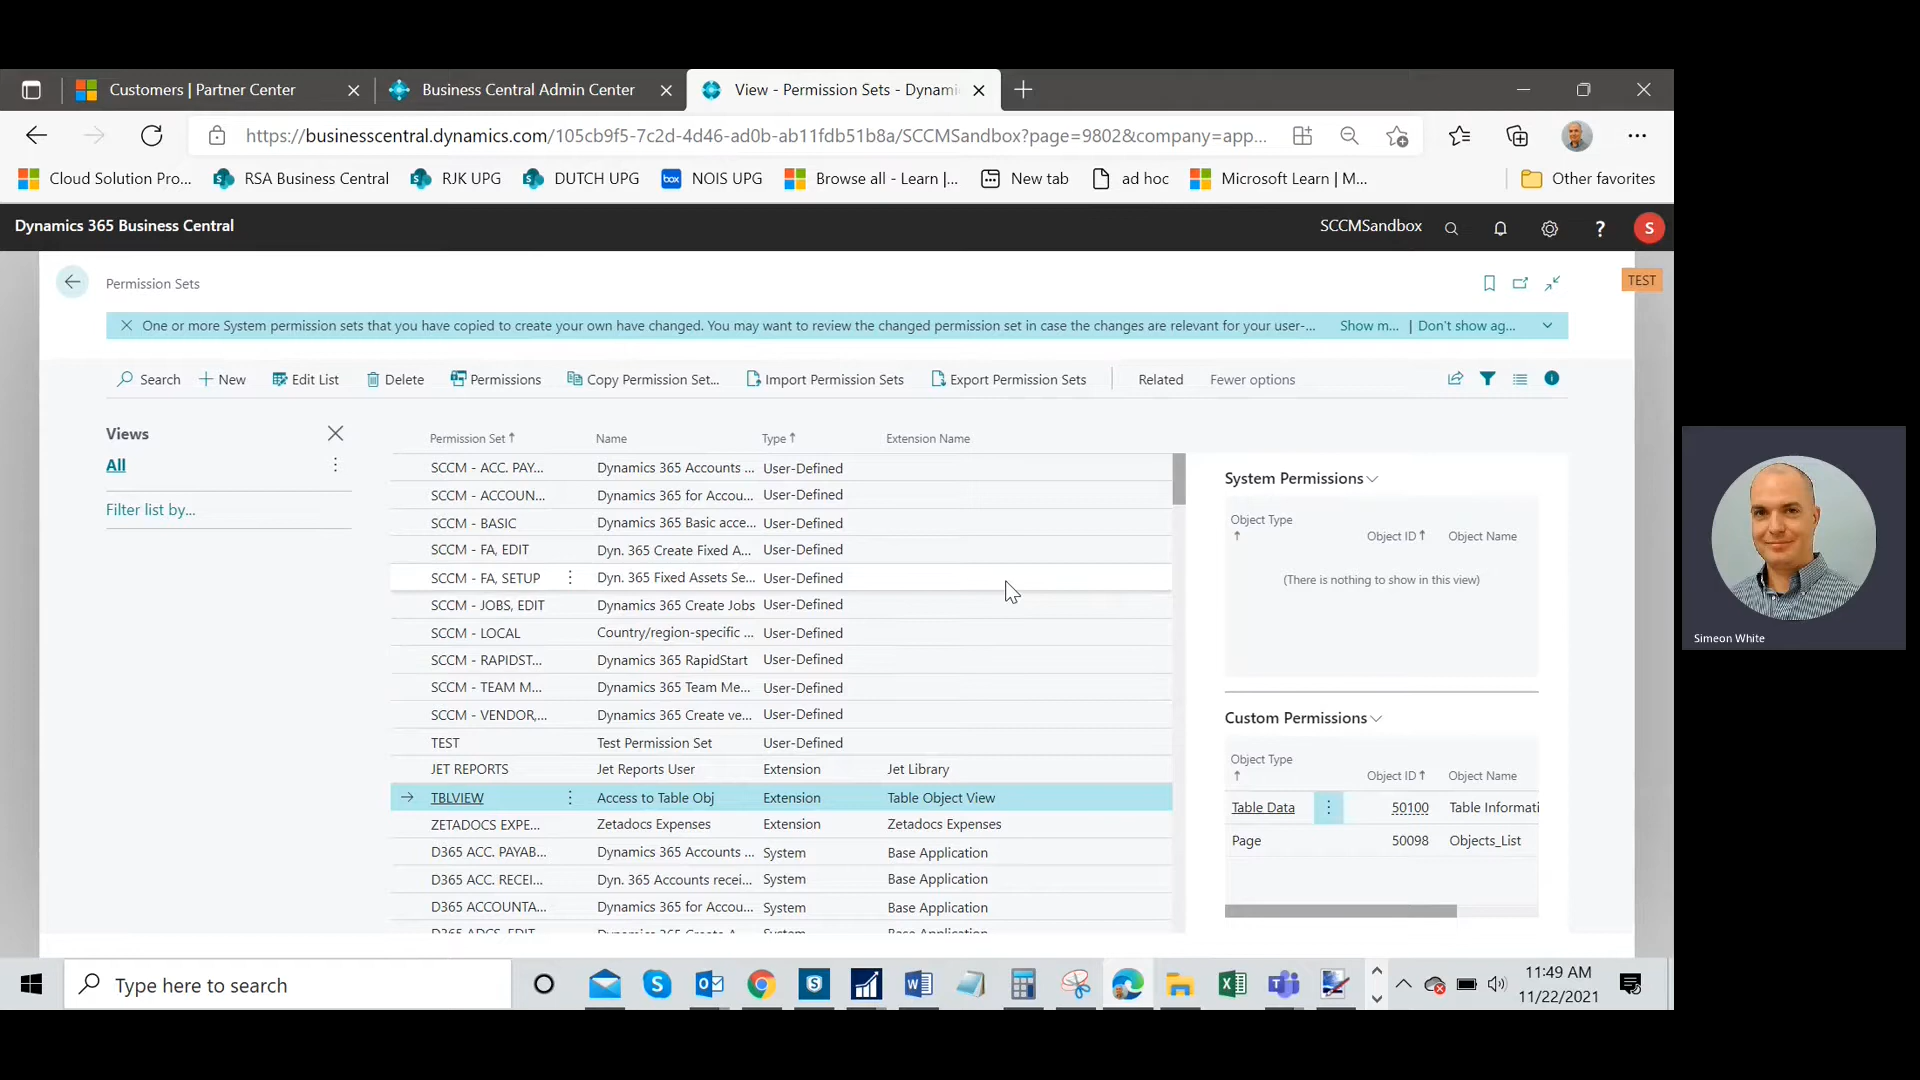 Customers | Partner Center
Business Central Admin Center
View - Permission Sets - Dynami
https://businesscentral.dynamics.com/105cb9f5-7c2d-4d46-ad0b-ab11fdb51b8a/SCCMSandbox?page=9802&company=app...
Cloud Solution Pro... RSA Business Central RJK UPG DUTCH UPG box NOIS UPG Browse all - Learn |... New tab ad hoc Microsoft Learn | M... Other favorites
Dynamics 365 Business Central
SCCMSandbox ? S
Permission Sets
TEST
One or more System permission sets that you have copied to create your own have changed. You may want to review the changed permission set in case the changes are relevant for your user-... Show m... | Don't show ag...
Search New Edit List Delete Permissions Copy Permission Set... Import Permission Sets Export Permission Sets Related Fewer options
Views
All
Filter list by...
Permission Set↑ Name Type↑ Extension Name
SCCM - ACC. PAY... Dynamics 365 Accounts ... User-Defined
SCCM - ACCOUN... Dynamics 365 for Accou... User-Defined
SCCM - BASIC Dynamics 365 Basic acce... User-Defined
SCCM - FA, EDIT Dyn. 365 Create Fixed A... User-Defined
SCCM - FA, SETUP Dyn. 365 Fixed Assets Se... User-Defined
SCCM - JOBS, EDIT Dynamics 365 Create Jobs User-Defined
SCCM - LOCAL Country/region-specific ... User-Defined
SCCM - RAPIDST... Dynamics 365 RapidStart User-Defined
SCCM - TEAM M... Dynamics 365 Team Me... User-Defined
SCCM - VENDOR,... Dynamics 365 Create ve... User-Defined
TEST Test Permission Set User-Defined
JET REPORTS Jet Reports User Extension Jet Library
TBLVIEW Access to Table Obj Extension Table Object View
ZETADOCS EXPE... Zetadocs Expenses Extension Zetadocs Expenses
D365 ACC. PAYAB... Dynamics 365 Accounts ... System Base Application
D365 ACC. RECEI... Dyn. 365 Accounts recei... System Base Application
D365 ACCOUNTA... Dynamics 365 for Accou... System Base Application
D365 ADCS, EDIT Dynamics 365 Create A... System Base Application
System Permissions
Object Type
↑ Object ID↑ Object Name
(There is nothing to show in this view)
Custom Permissions
Object Type
↑ Object ID↑ Object Name
Table Data 50100 Table Informati
Page 50098 Objects_List
Simeon White
Type here to search
11:49 AM
11/22/2021